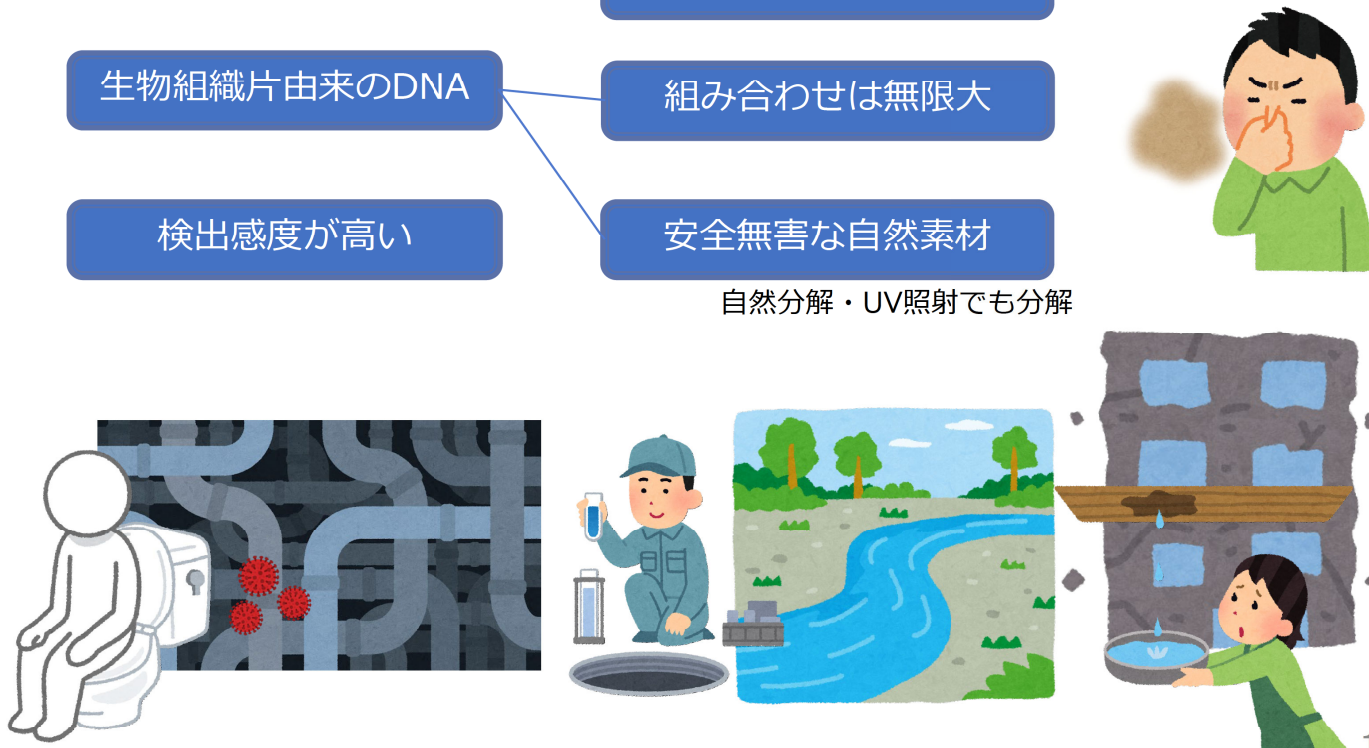 生物組織片由来のDNA
組み合わせは無限大
検出感度が高い
安全無害な自然素材
自然分解・UV照射でも分解